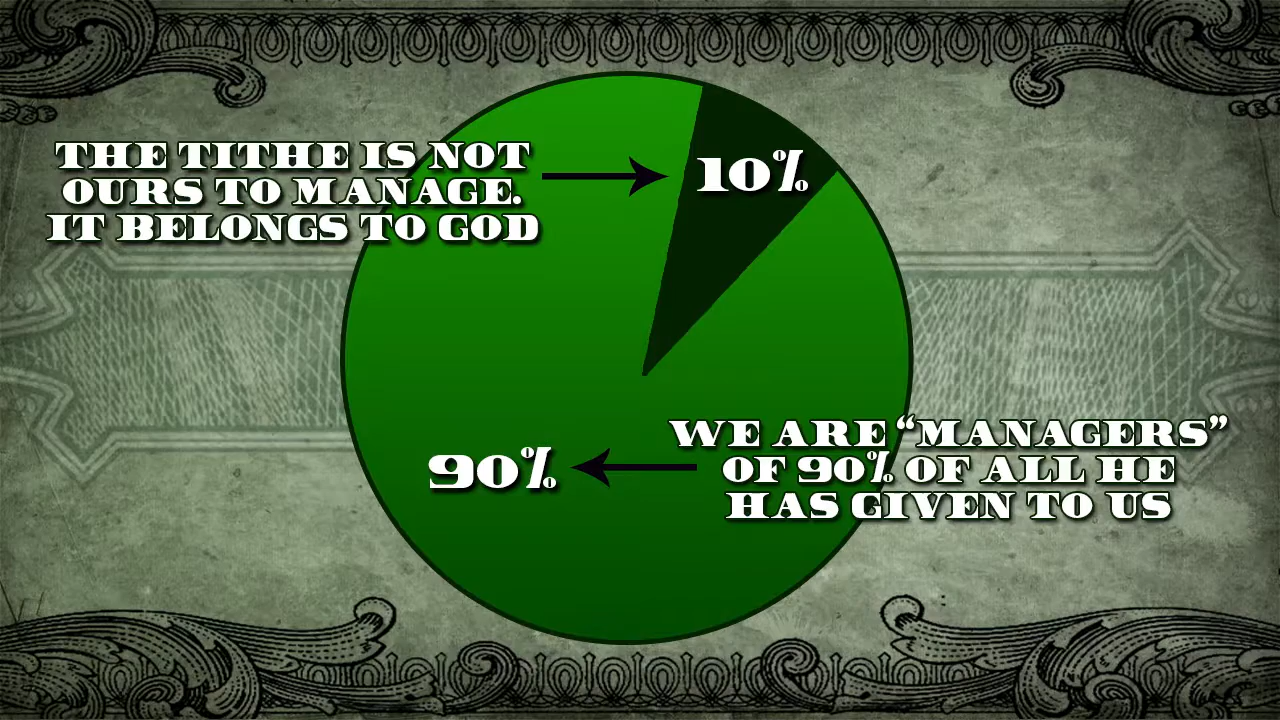 THE TITHE IS NOT
OURS TO MANAGE.
IT BELONGS TO GOD
10%
90%
WE ARE “MANAGERS”
OF 90% OF ALL HE
HAS GIVEN TO US